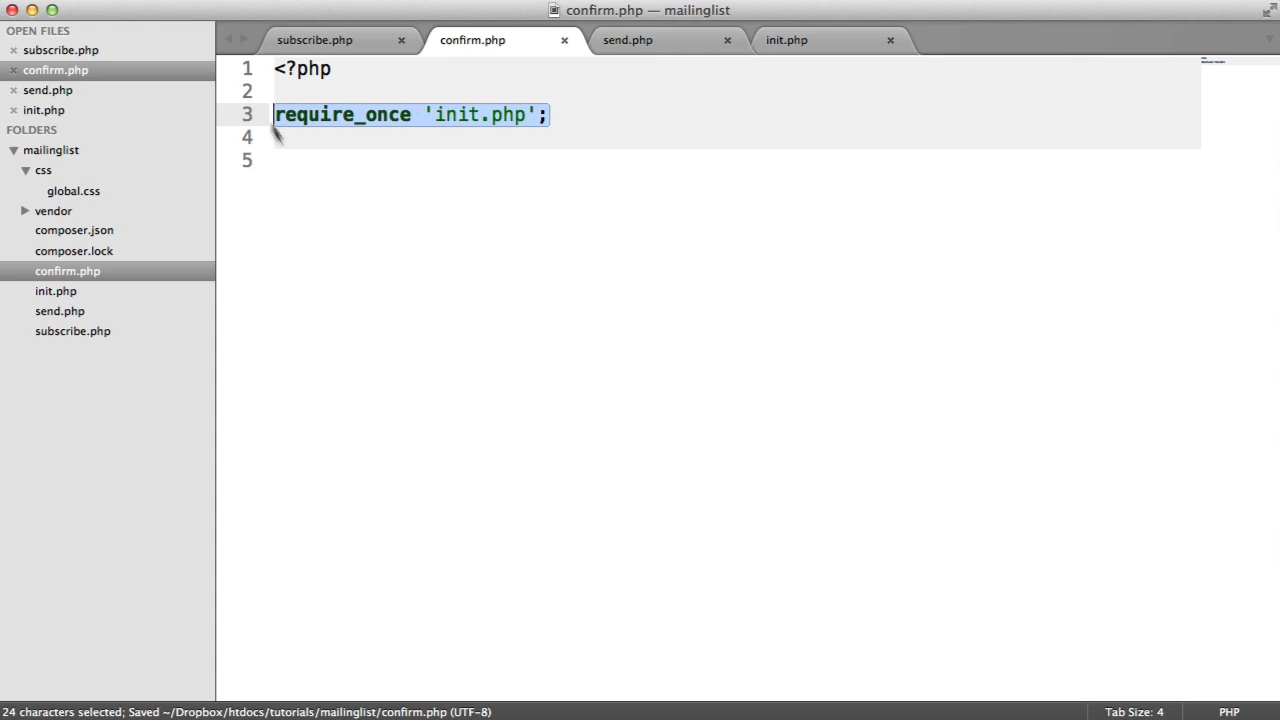 confirm.php — mailinglist
OPEN FILES
subscribe.php
confirm.php
send.php
init.php
FOLDERS
mailinglist
css
global.css
vendor
composer.json
composer.lock
confirm.php
init.php
send.php
subscribe.php
subscribe.php
confirm.php
send.php
init.php
1 <?php
2
3 require_once 'init.php';
4
5
24 characters selected; Saved ~/Dropbox/htdocs/tutorials/mailinglist/confirm.php (UTF-8)
Tab Size: 4
PHP